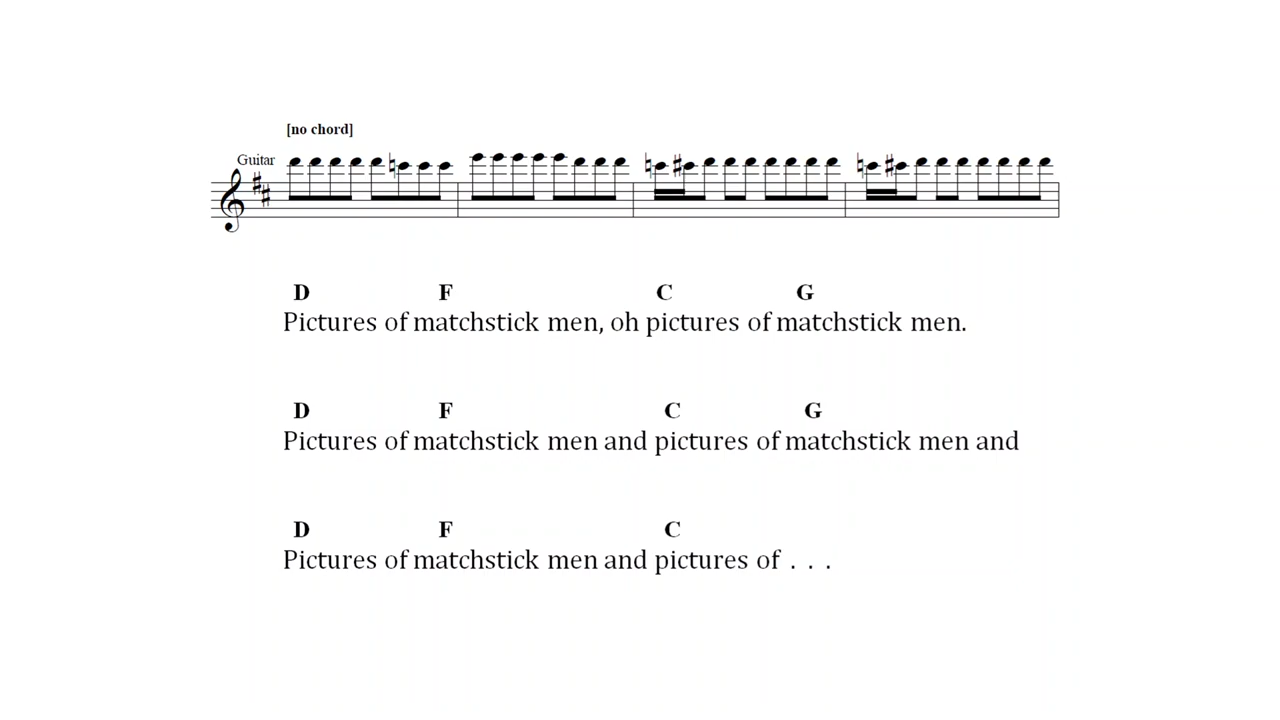 [no chord]
Guitar
D F C G
Pictures of matchstick men, oh pictures of matchstick men.
D F C G
Pictures of matchstick men and pictures of matchstick men and
D F C
Pictures of matchstick men and pictures of . . .